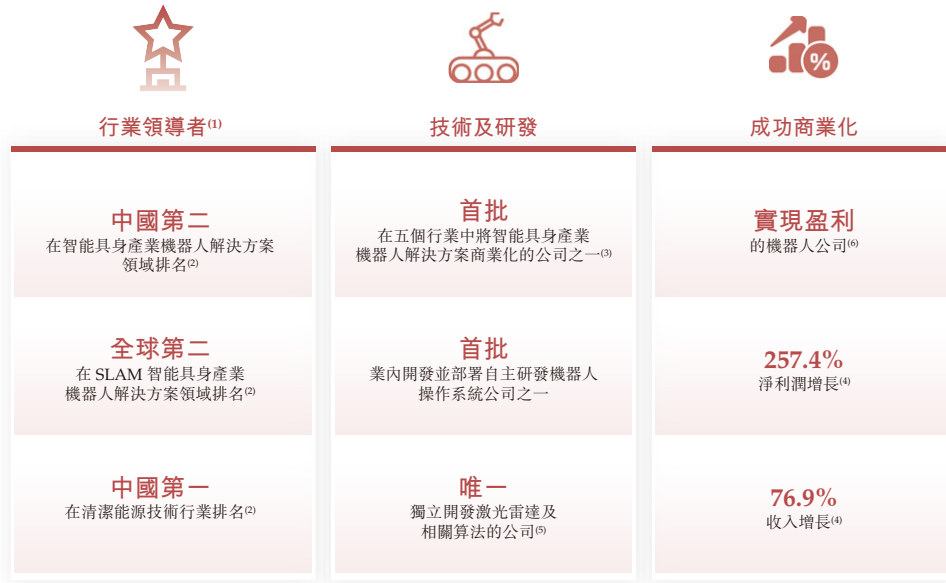 %
行業領導者(1)
中國第二
在智能具身產業機器人解決方案
領域排名(2)
全球第二
在 SLAM 智能具身產業
機器人解決方案領域排名(2)
中國第一
在清潔能源技術行業排名(2)
技術及研發
首批
在五個行業中將智能具身產業
機器人解決方案商業化的公司之一(3)
首批
業內開發並部署自主研發機器人
操作系統公司之一
唯一
獨立開發激光雷達及
相關算法的公司(5)
成功商業化
實現盈利
的機器人公司(6)
257.4%
淨利潤增長(4)
76.9%
收入增長(4)